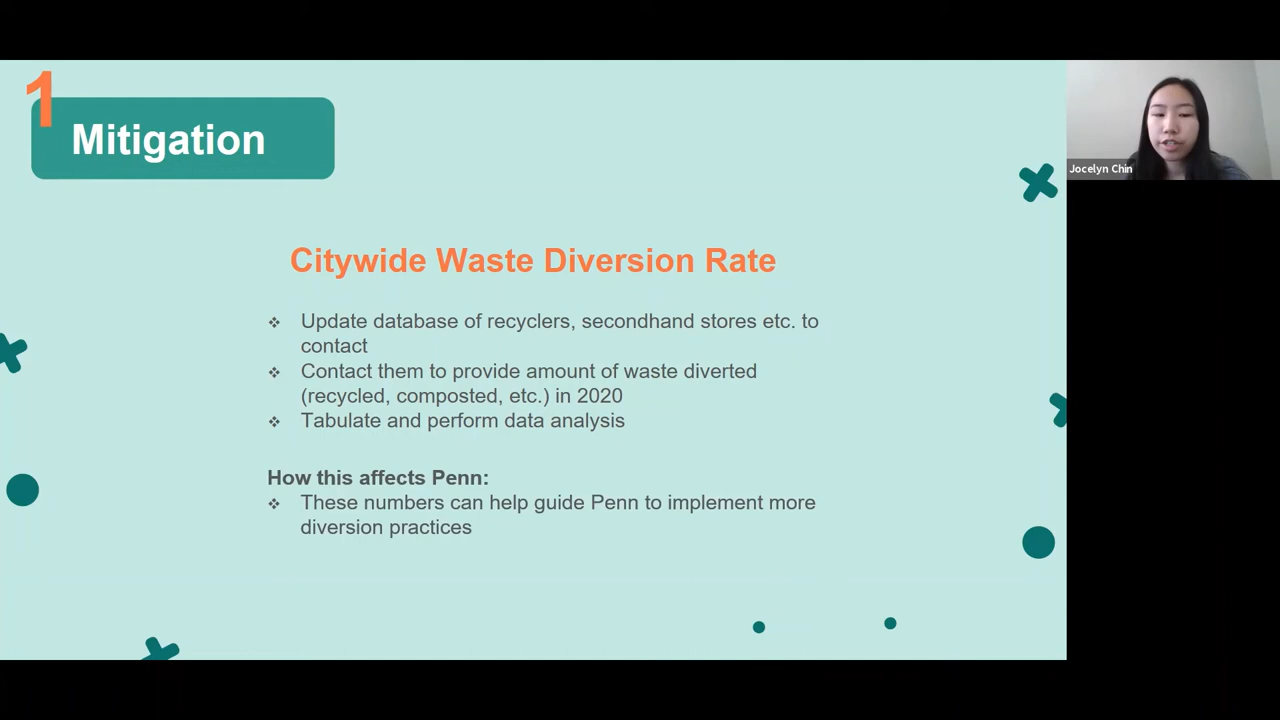 1
Mitigation
Jocelyn Chin
Citywide Waste Diversion Rate
❖ Update database of recyclers, secondhand stores etc. to
contact
❖ Contact them to provide amount of waste diverted
(recycled, composted, etc.) in 2020
❖ Tabulate and perform data analysis
How this affects Penn:
❖ These numbers can help guide Penn to implement more
diversion practices